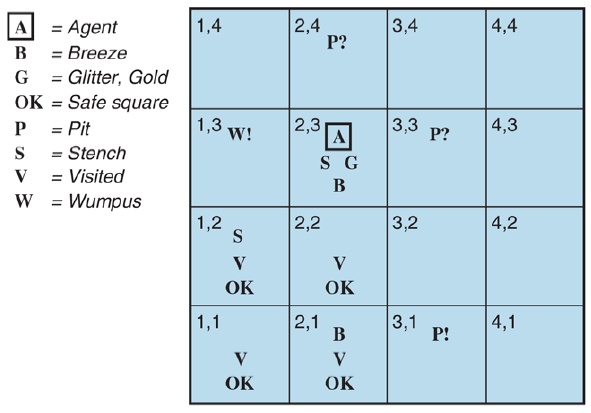 A = Agent
B = Breeze
G = Glitter, Gold
OK = Safe square
P = Pit
S = Stench
V = Visited
W = Wumpus
1,4
2,4 P?
3,4
4,4
1,3 W!
2,3 A
S G
B
3,3 P?
4,3
1,2 S
V
OK
2,2
V
OK
3,2
4,2
1,1
V
OK
2,1 B
V
OK
3,1 P!
4,1